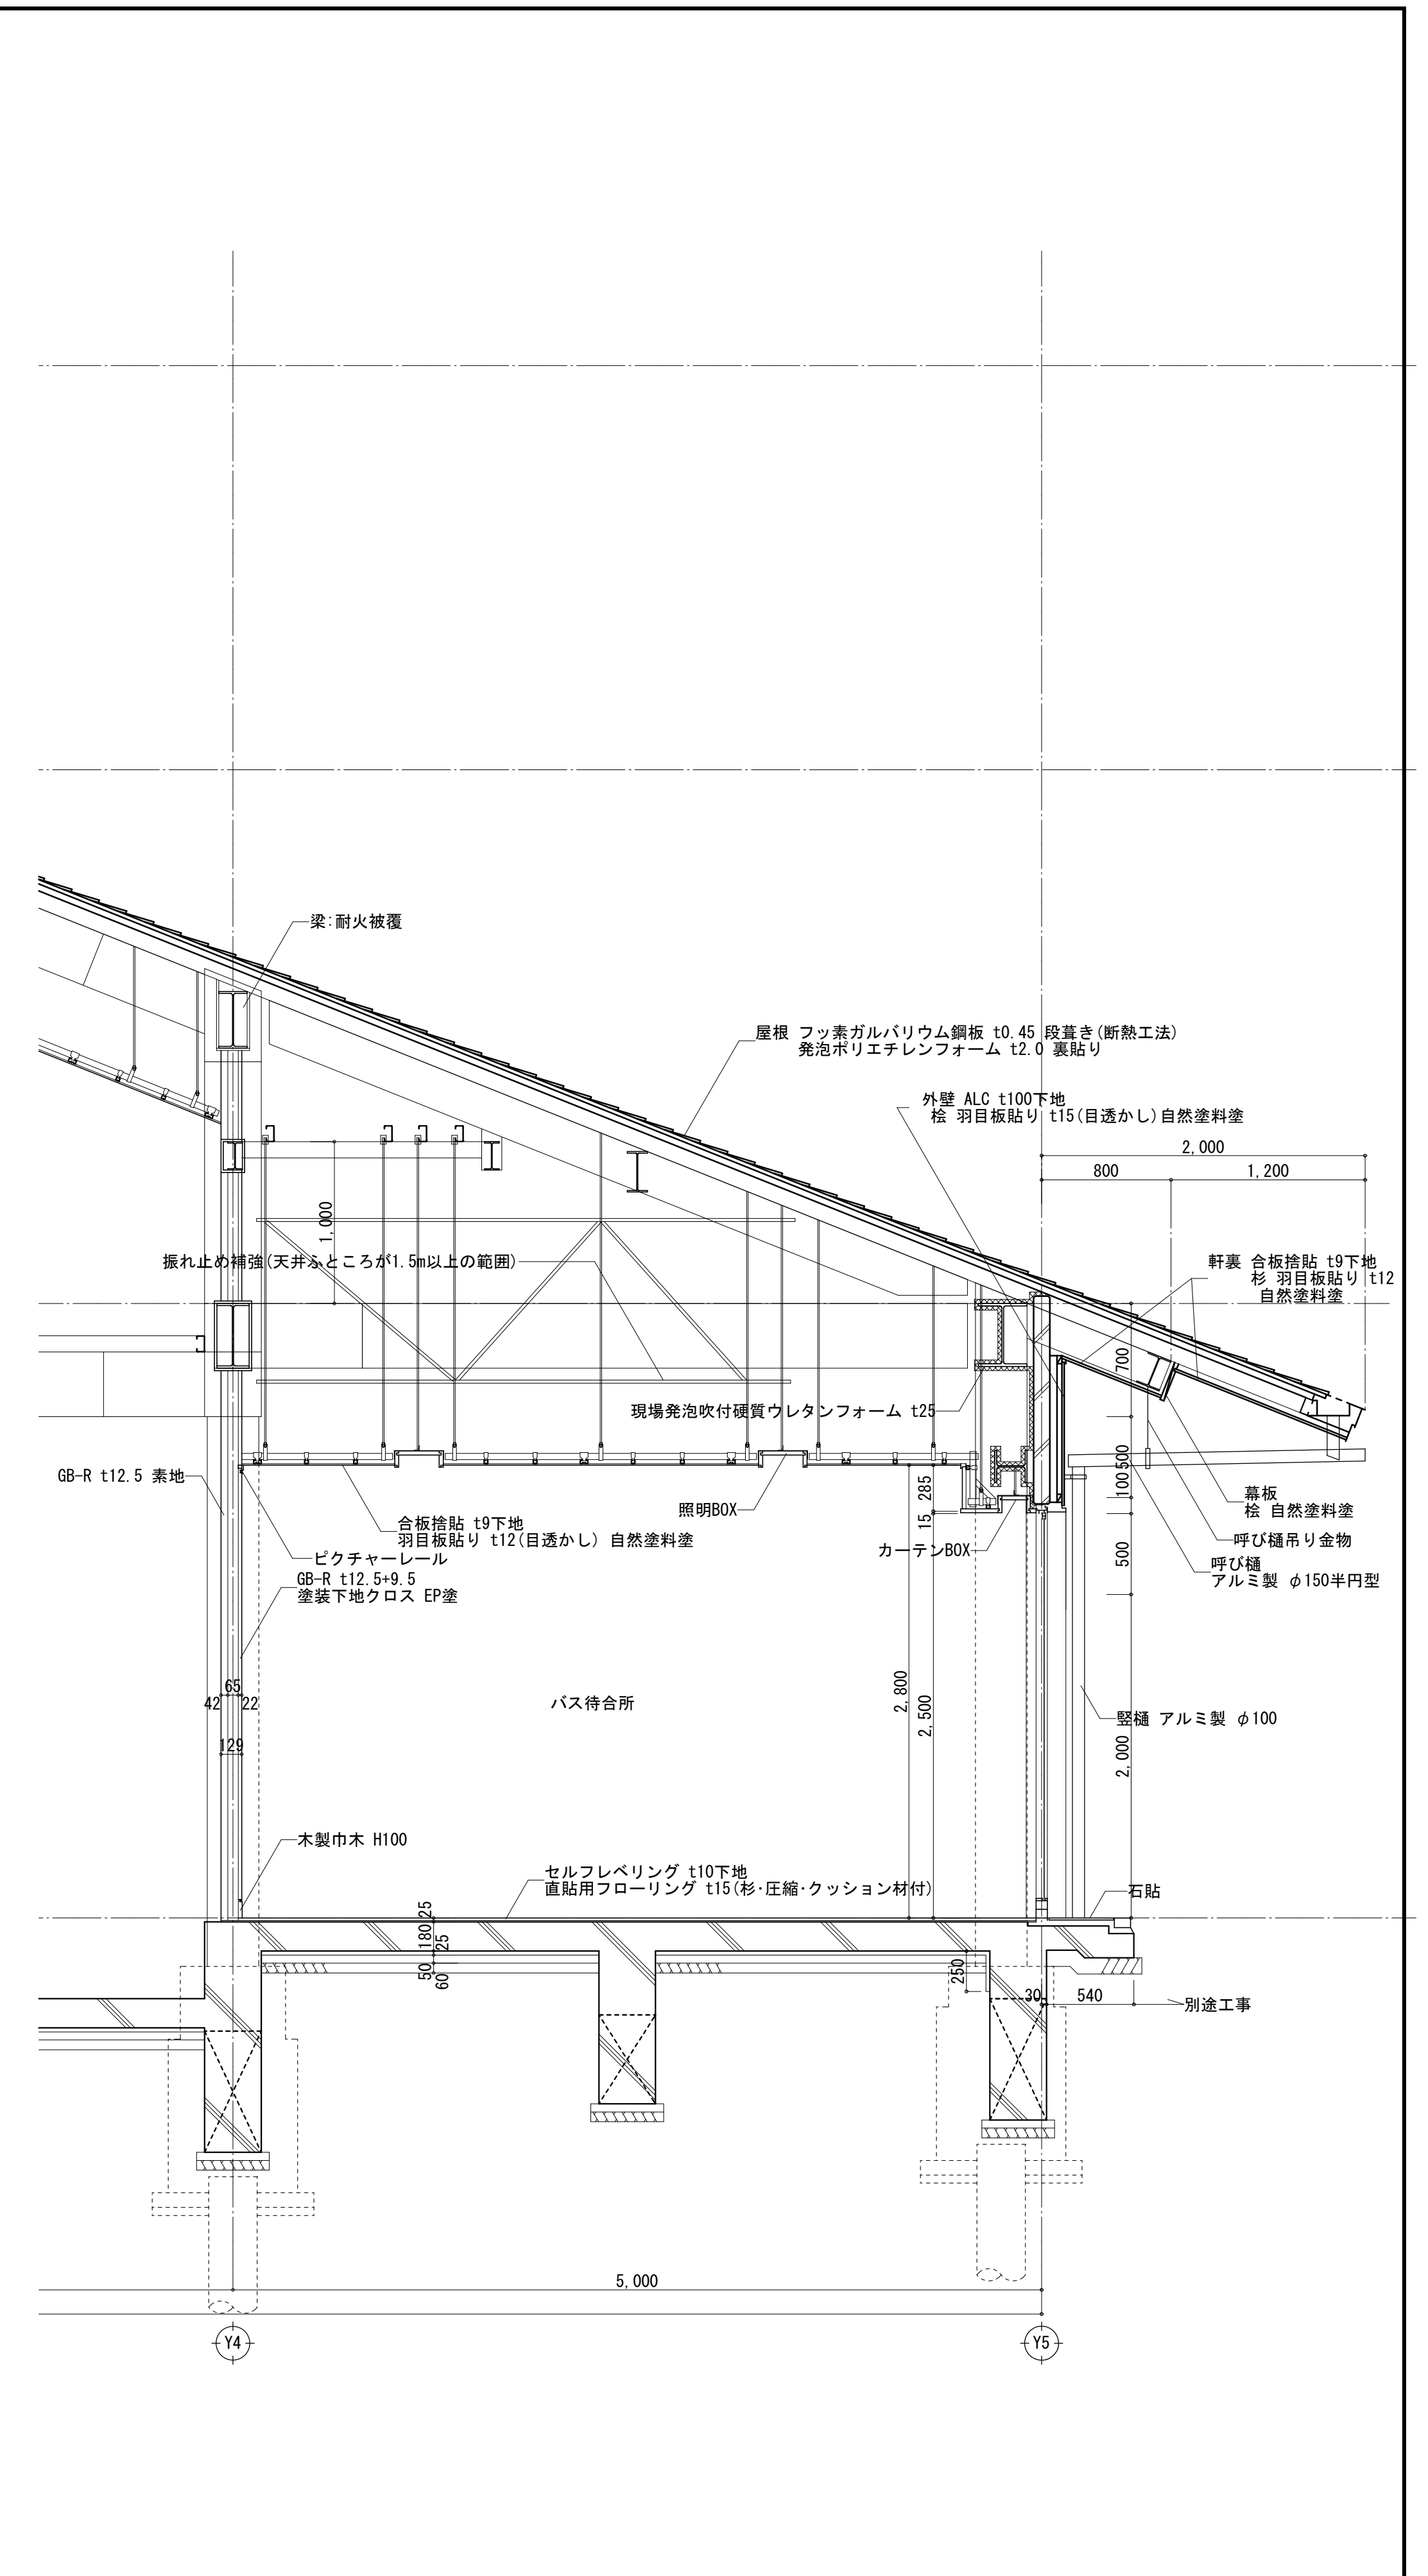 梁:耐火被覆
屋根 フッ素ガルバリウム鋼板 t0.45 段葺き(断熱工法)
発泡ポリエチレンフォーム t2.0 裏貼り
外壁 ALC t100下地
桧 羽目板貼り t15(目透かし)自然塗料塗
2,000
800
1,200
1,000
振れ止め補強(天井ふところが1.5m以上の範囲)
軒裏 合板捨貼 t9下地
杉 羽目板貼り t12
自然塗料塗
700
現場発泡吹付硬質ウレタンフォーム t25
GB-R t12.5 素地
500
100
285
15
照明BOX
幕板
桧 自然塗料塗
合板捨貼 t9下地
羽目板貼り t12(目透かし) 自然塗料塗
カーテンBOX
呼び樋吊り金物
ピクチャーレール
500
呼び樋
アルミ製 φ150半円型
GB-R t12.5+9.5
塗装下地クロス EP塗
65
42
22
バス待合所
2,800
2,500
竪樋 アルミ製 φ100
129
2,000
木製巾木 H100
セルフレベリング t10下地
直貼用フローリング t15(杉・圧縮・クッション材付)
石貼
25
180
25
50
60
250
30
540
別途工事
5,000
Y4
Y5